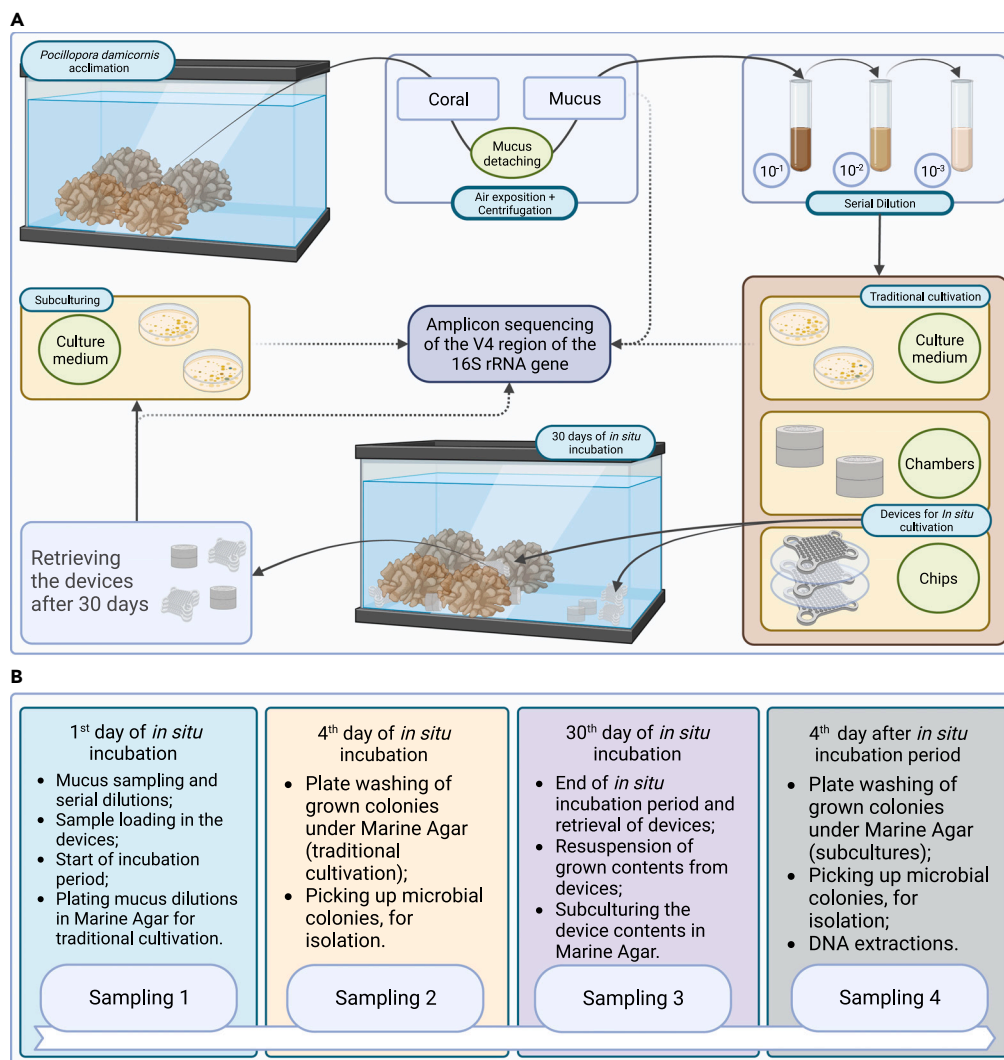 A
Pocillopora damicornis
acclimation
Coral
Mucus
Mucus
detaching
Air exposition +
Centrifugation
10-1
10-2
10-3
Serial Dilution
Subculturing
Culture
medium
Amplicon sequencing
of the V4 region of the
16S rRNA gene
Traditional cultivation
Culture
medium
Chambers
30 days of in situ
incubation
Devices for In situ
cultivation
Chips
Retrieving
the devices
after 30 days
B
1st day of in situ
incubation
• Mucus sampling and
serial dilutions;
• Sample loading in the
devices;
• Start of incubation
period;
• Plating mucus dilutions
in Marine Agar for
traditional cultivation.
Sampling 1
4th day of in situ
incubation
• Plate washing of
grown colonies
under Marine Agar
(traditional
cultivation);
• Picking up microbial
colonies, for
isolation.
Sampling 2
30th day of in situ
incubation
• End of in situ
incubation period and
retrieval of devices;
• Resuspension of
grown contents from
devices;
• Subculturing the
device contents in
Marine Agar.
Sampling 3
4th day after in situ
incubation period
• Plate washing of
grown colonies
under Marine Agar
(subcultures);
• Picking up microbial
colonies, for
isolation;
• DNA extractions.
Sampling 4